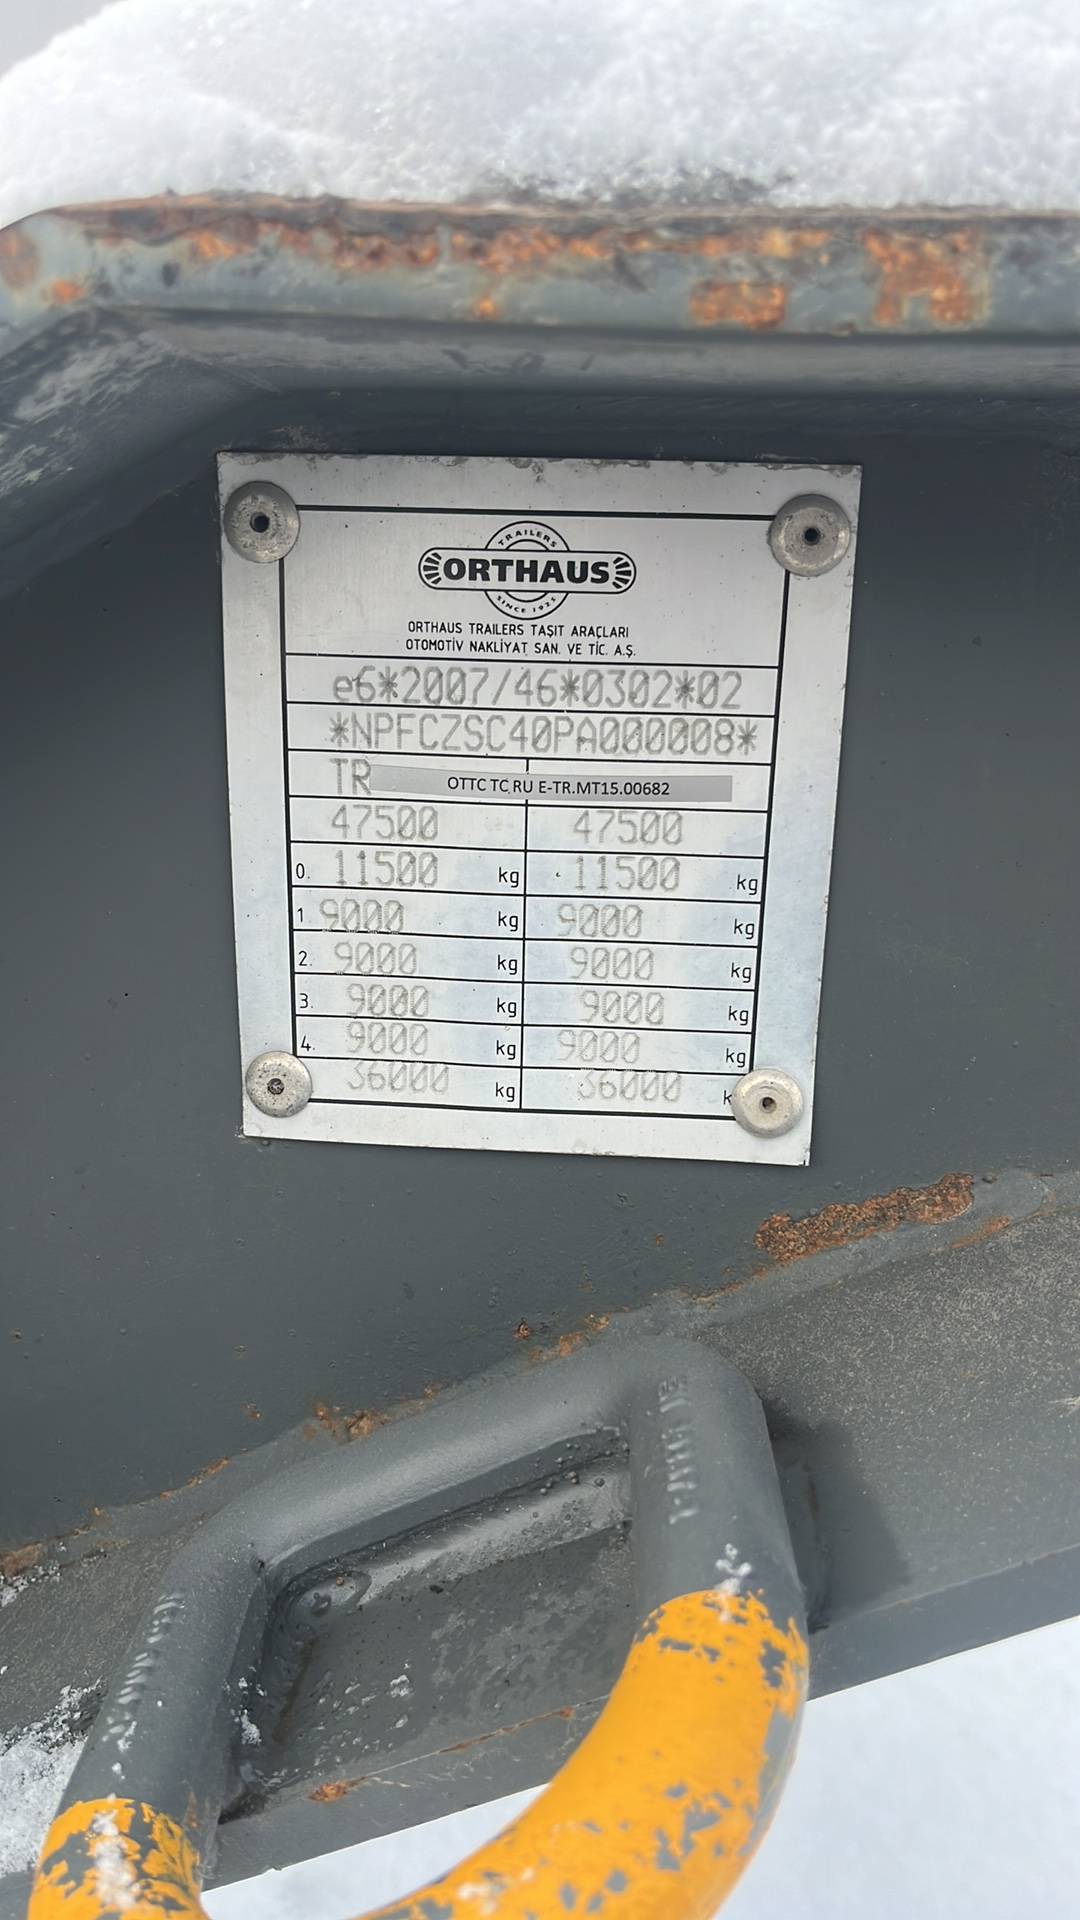 TRAILERS
ORTHAUS
SINCE 1925
ORTHAUS TRAILERS TAŞIT ARAÇLARI
OTOMOTİV NAKLİYAT SAN. VE TİC. A.Ş.
e6*2007/46*0302*02
*NPFCZSC40PA000008*
TR OTTC TC RU E-TR.MT15.00682
47500 47500
0. 11500 kg 11500 kg
1 9000 kg 9000 kg
2. 9000 kg 9000 kg
3. 9000 kg 9000 kg
4. 9000 kg 9000 kg
36000 kg 36000 k